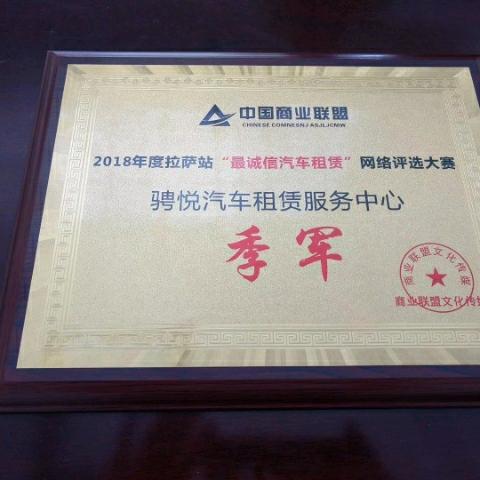 中国商业联盟
CHINESE COMNESNJ ASJLJCNMW
2018年度拉萨站“最诚信汽车租赁”网络评选大赛
骋悦汽车租赁服务中心
季军
商业联盟文化传媒
商业联盟文化传媒